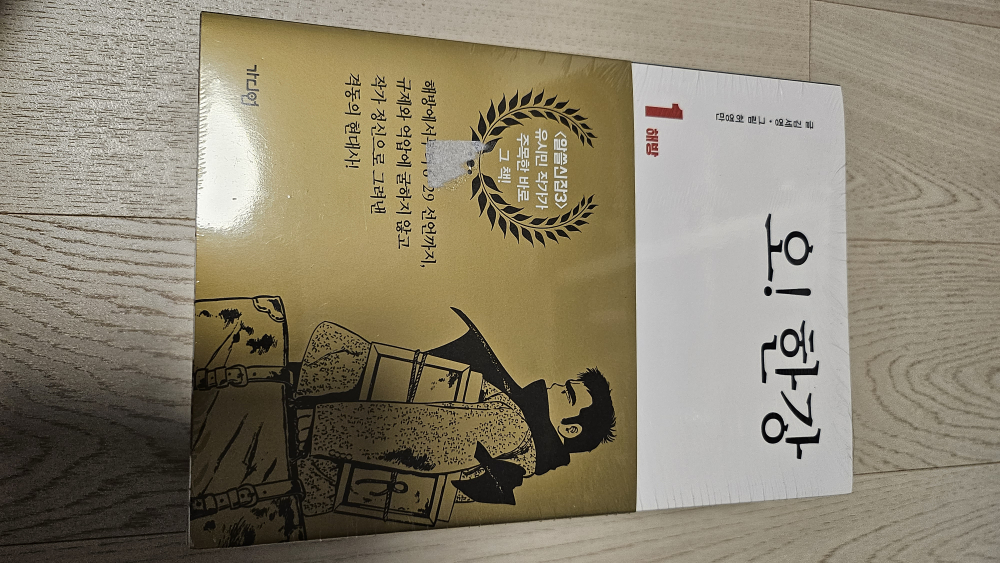 오! 한강
글 김세영 • 그림 허영만
1 해방
<알쓸신잡3>
유시민 작가가
주목한 바로
그 책!
해방에서 29 선언까지,
규제와 억압에 굴하지 않고
작가 정신으로 그려낸
격동의 현대사!
가디언